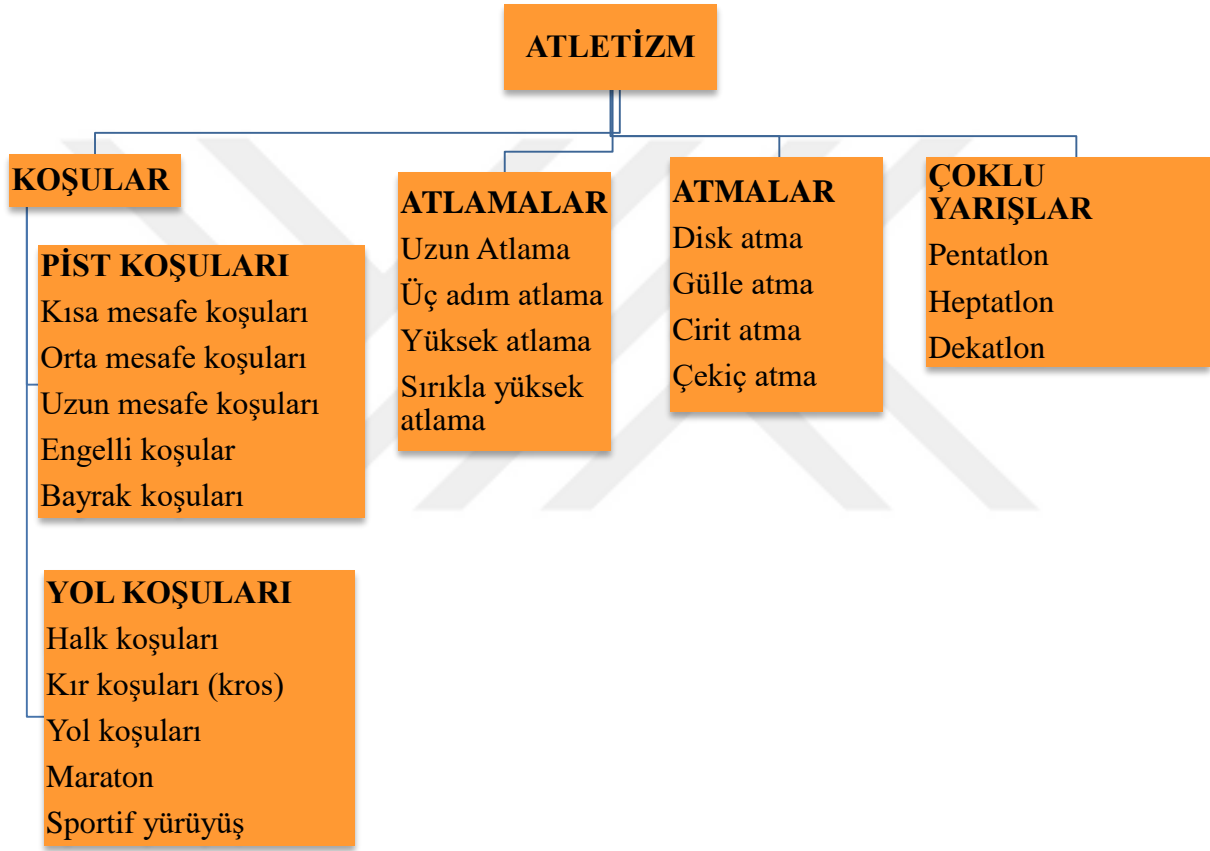 ATLETİZM
KOŞULAR
PİST KOŞULARI
Kısa mesafe koşuları
Orta mesafe koşuları
Uzun mesafe koşuları
Engelli koşular
Bayrak koşuları
YOL KOŞULARI
Halk koşuları
Kır koşuları (kros)
Yol koşuları
Maraton
Sportif yürüyüş
ATLAMALAR
Uzun Atlama
Üç adım atlama
Yüksek atlama
Sırıkla yüksek
atlama
ATMALAR
Disk atma
Gülle atma
Cirit atma
Çekiç atma
ÇOKLU
YARIŞLAR
Pentatlon
Heptatlon
Dekatlon